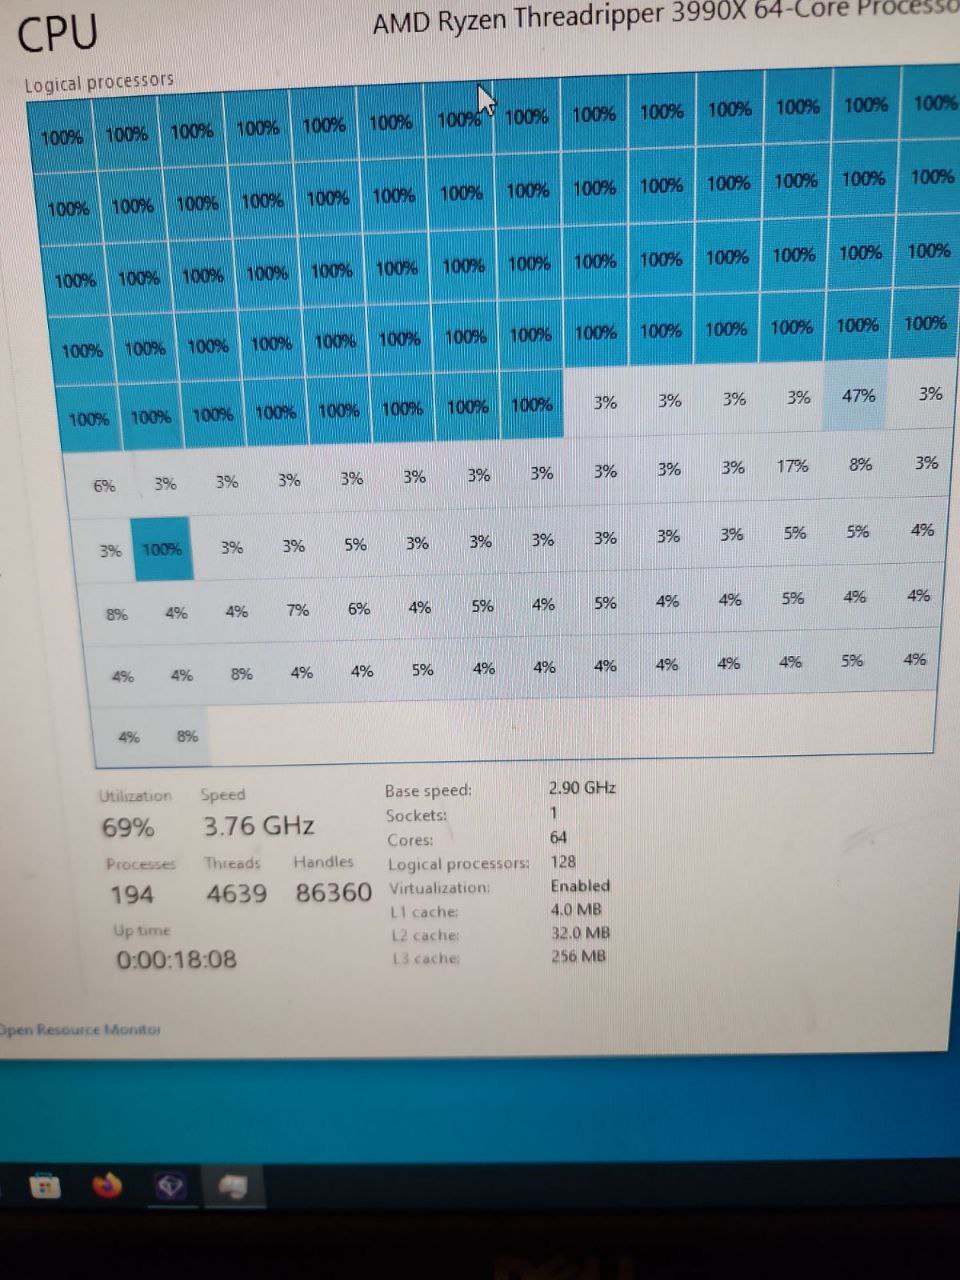 CPU
AMD Ryzen Threadripper 3990X 64-Core Processo
Logical processors
100% 100% 100% 100% 100% 100% 100% 100% 100% 100% 100% 100% 100% 100%
100% 100% 100% 100% 100% 100% 100% 100% 100% 100% 100% 100% 100% 100%
100% 100% 100% 100% 100% 100% 100% 100% 100% 100% 100% 100% 100% 100%
100% 100% 100% 100% 100% 100% 100% 100% 100% 100% 100% 100% 100% 100%
100% 100% 100% 100% 100% 100% 100% 100% 3% 3% 3% 3% 47% 3%
6% 3% 3% 3% 3% 3% 3% 3% 3% 3% 3% 17% 8% 3%
3% 100% 3% 3% 5% 3% 3% 3% 3% 3% 3% 5% 5% 4%
8% 4% 4% 7% 6% 4% 5% 4% 5% 4% 4% 5% 4% 4%
4% 4% 8% 4% 4% 5% 4% 4% 4% 4% 4% 4% 5% 4%
4% 8%
Utilization Speed
69% 3.76 GHz
Processes Threads Handles
194 4639 86360
Up time
0:00:18:08
Base speed: 2.90 GHz
Sockets: 1
Cores: 64
Logical processors: 128
Virtualization: Enabled
L1 cache: 4.0 MB
L2 cache: 32.0 MB
L3 cache: 256 MB
Open Resource Monitor